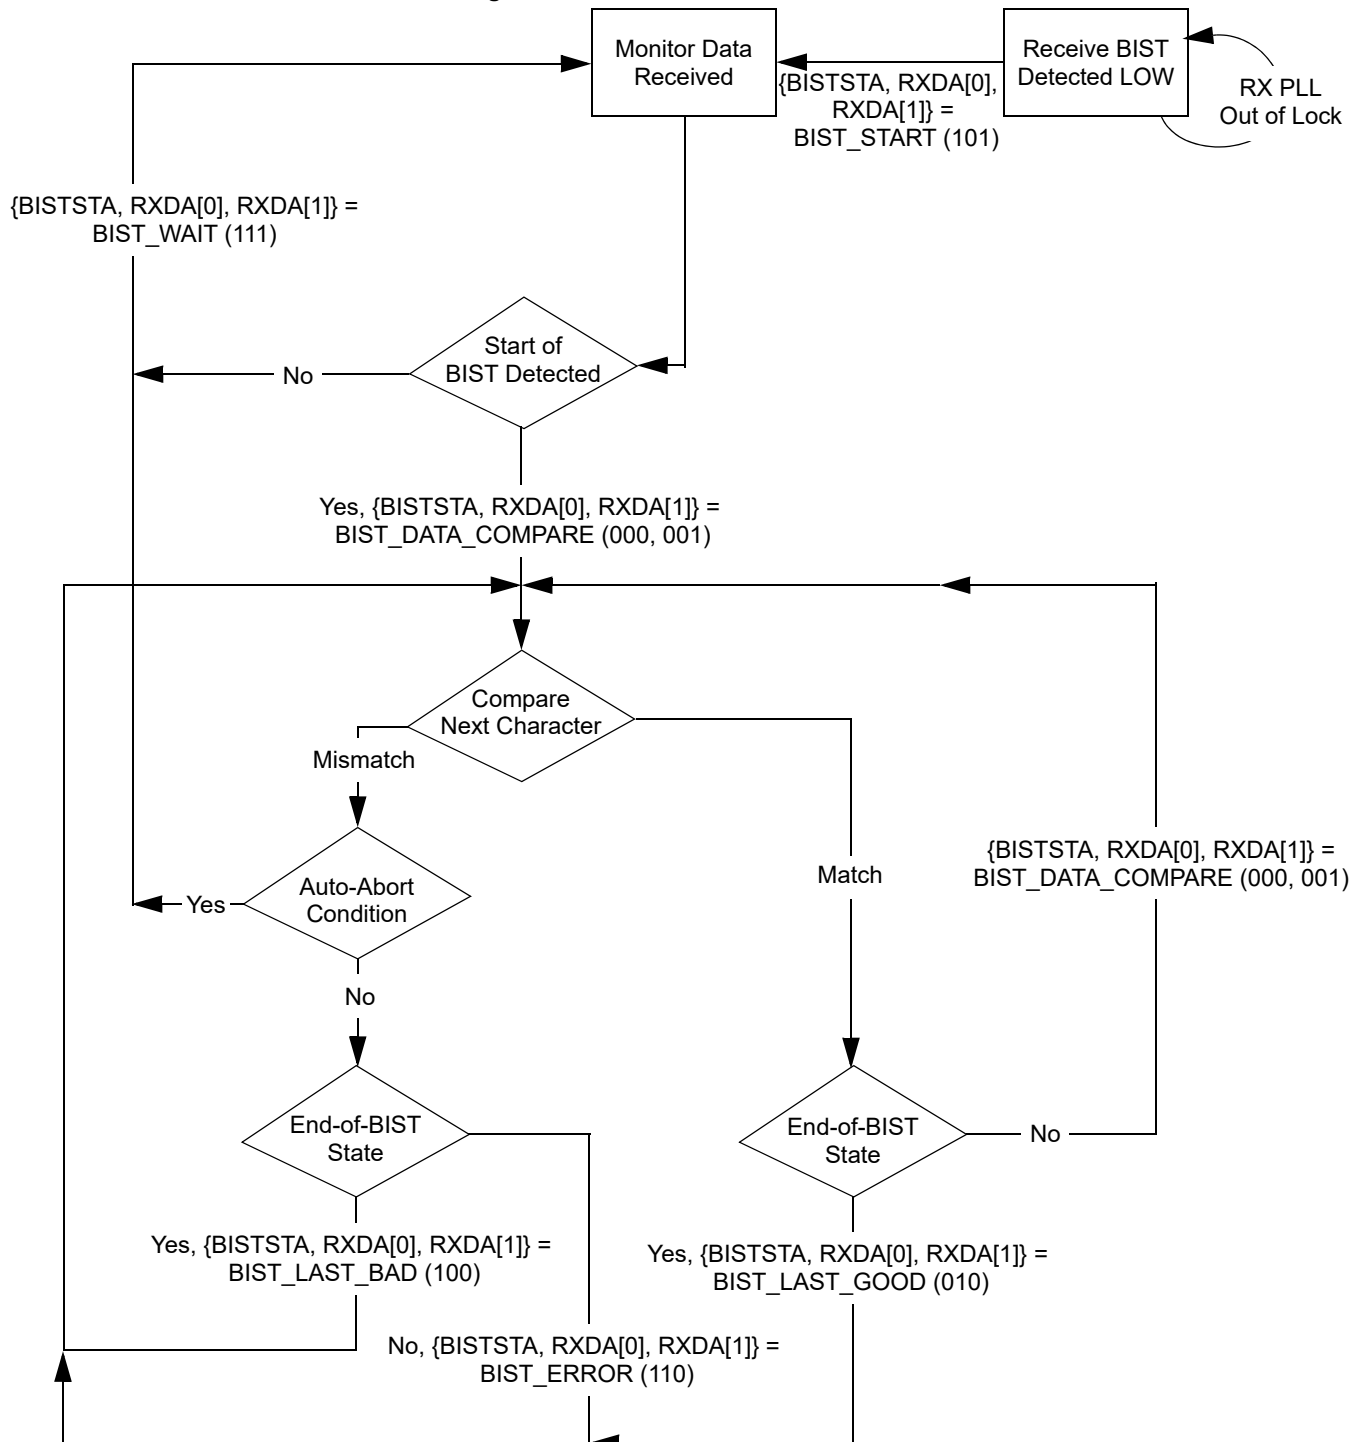 Monitor Data
Received
Receive BIST
Detected LOW
RX PLL
Out of Lock
{BISTSTA, RXDA[0],
RXDA[1]} =
BIST_START (101)
{BISTSTA, RXDA[0], RXDA[1]} =
BIST_WAIT (111)
Start of
BIST Detected
No
Yes, {BISTSTA, RXDA[0], RXDA[1]} =
BIST_DATA_COMPARE (000, 001)
Compare
Next Character
Mismatch
Match
{BISTSTA, RXDA[0], RXDA[1]} =
BIST_DATA_COMPARE (000, 001)
Auto-Abort
Condition
Yes
No
End-of-BIST
State
End-of-BIST
State
No
Yes, {BISTSTA, RXDA[0], RXDA[1]} =
BIST_LAST_BAD (100)
Yes, {BISTSTA, RXDA[0], RXDA[1]} =
BIST_LAST_GOOD (010)
No, {BISTSTA, RXDA[0], RXDA[1]} =
BIST_ERROR (110)